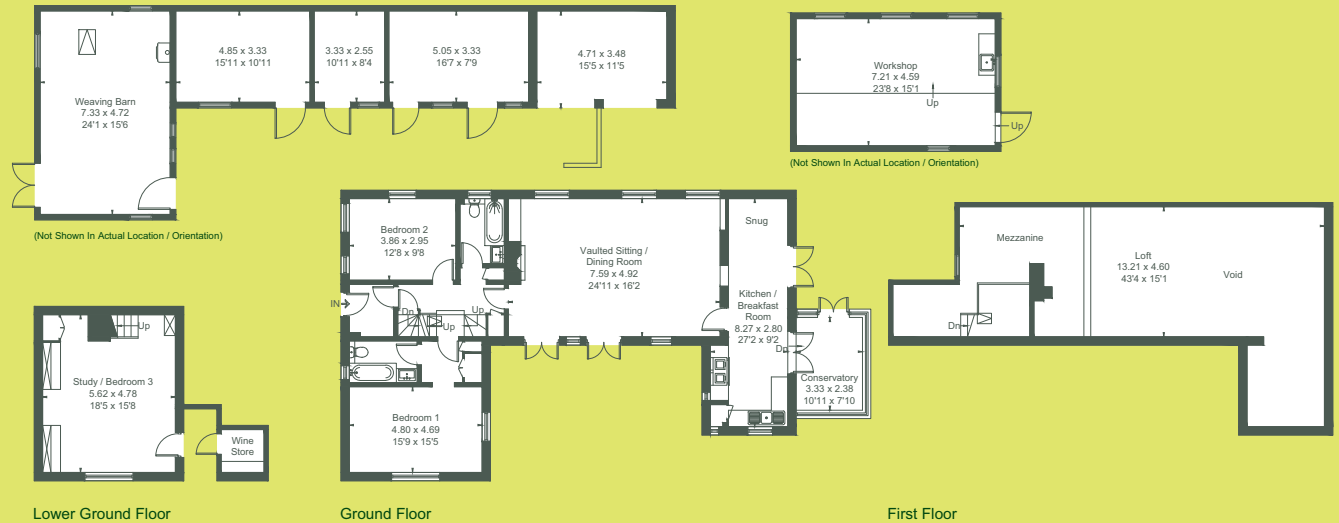 Weaving Barn
7.33 x 4.72
24'1 x 15'6
4.85 x 3.33
15'11 x 10'11
3.33 x 2.55
10'11 x 8'4
5.05 x 3.33
16'7 x 7'9
4.71 x 3.48
15'5 x 11'5
(Not Shown In Actual Location / Orientation)
Workshop
7.21 x 4.59
23'8 x 15'1
Up
Up
(Not Shown In Actual Location / Orientation)
Up
Study / Bedroom 3
5.62 x 4.78
18'5 x 15'8
Wine
Store
Lower Ground Floor
Bedroom 2
3.86 x 2.95
12'8 x 9'8
IN
Dn
Up
Up
Bedroom 1
4.80 x 4.69
15'9 x 15'5
Vaulted Sitting /
Dining Room
7.59 x 4.92
24'11 x 16'2
Snug
Kitchen /
Breakfast
Room
8.27 x 2.80
27'2 x 9'2
Dn
Conservatory
3.33 x 2.38
10'11 x 7'10
Ground Floor
Mezzanine
Dn
Loft
13.21 x 4.60
43'4 x 15'1
Void
First Floor